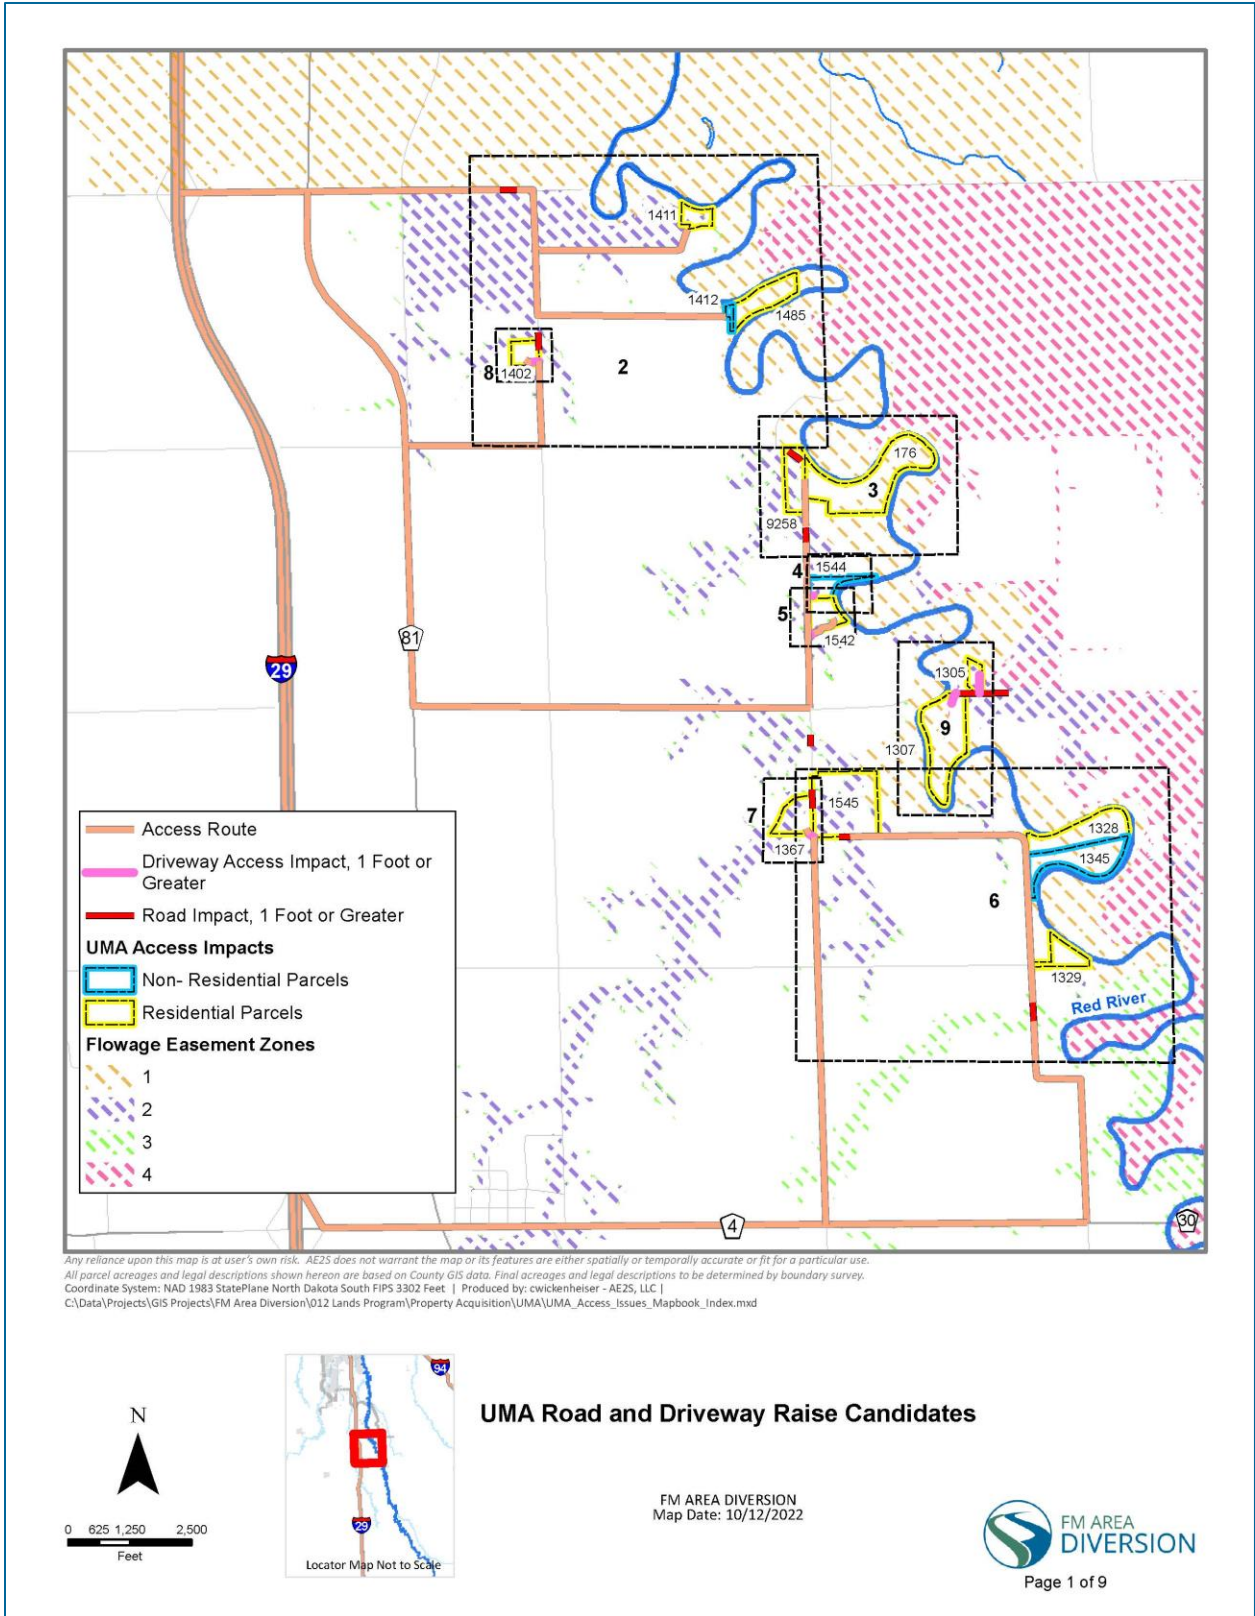 1411
1412
1485
8
1402
2
176
3
9258
4
1544
5
1542
81
29
1305
9
1307
7
1545
1367
1328
1345
6
1329
Red River
Access Route
Driveway Access Impact, 1 Foot or
Greater
Road Impact, 1 Foot or Greater
UMA Access Impacts
Non- Residential Parcels
Residential Parcels
Flowage Easement Zones
1
2
3
4
4
30
Any reliance upon this map is at user's own risk.  AE2S does not warrant the map or its features are either spatially or temporally accurate or fit for a particular use.
All parcel acreages and legal descriptions shown hereon are based on County GIS data. Final acreages and legal descriptions to be determined by boundary survey.
Coordinate System: NAD 1983 StatePlane North Dakota South FIPS 3302 Feet  |  Produced by: cwickenheiser - AE2S, LLC |
C:\Data\Projects\GIS Projects\FM Area Diversion\012 Lands Program\Property Acquisition\UMA\UMA_Access_Issues_Mapbook_Index.mxd
N
0 625 1,250 2,500
Feet
94
29
Locator Map Not to Scale
UMA Road and Driveway Raise Candidates
FM AREA DIVERSION
Map Date: 10/12/2022
FM AREA
DIVERSION
Page 1 of 9